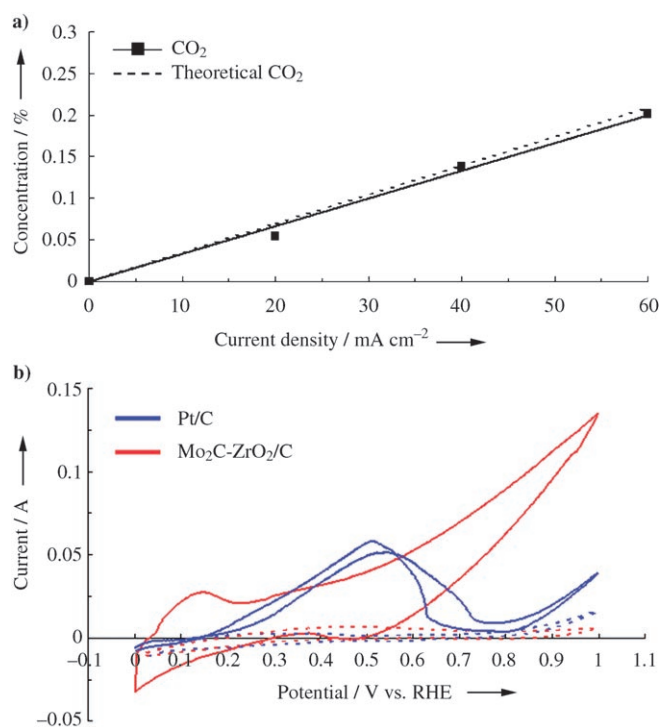 a)
0.3
0.25
0.2
0.15
0.1
0.05
0
Concentration / %
CO₂
Theoretical CO₂
0 10 20 30 40 50 60
Current density / mA cm⁻²
b)
0.15
0.1
0.05
0
−0.05
Current / A
Pt/C
Mo₂C-ZrO₂/C
−0.1 0 0.1 0.2 0.3 0.4 0.5 0.6 0.7 0.8 0.9 1 1.1
Potential / V vs. RHE